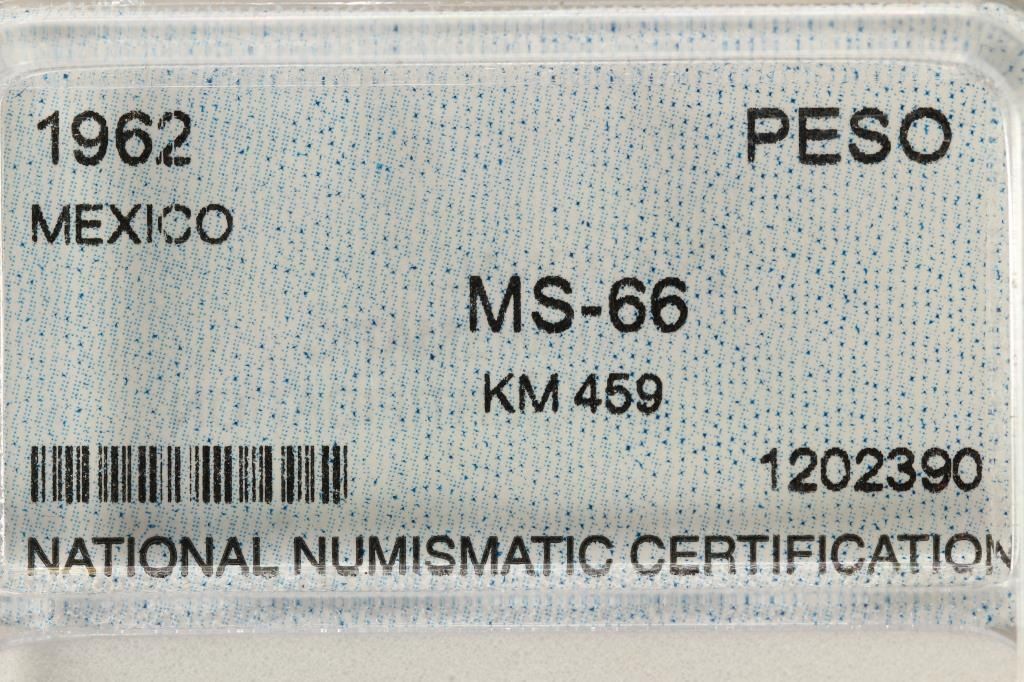 1962 PESO
MEXICO
MS-66
KM 459
1202390
NATIONAL NUMISMATIC CERTIFICATION